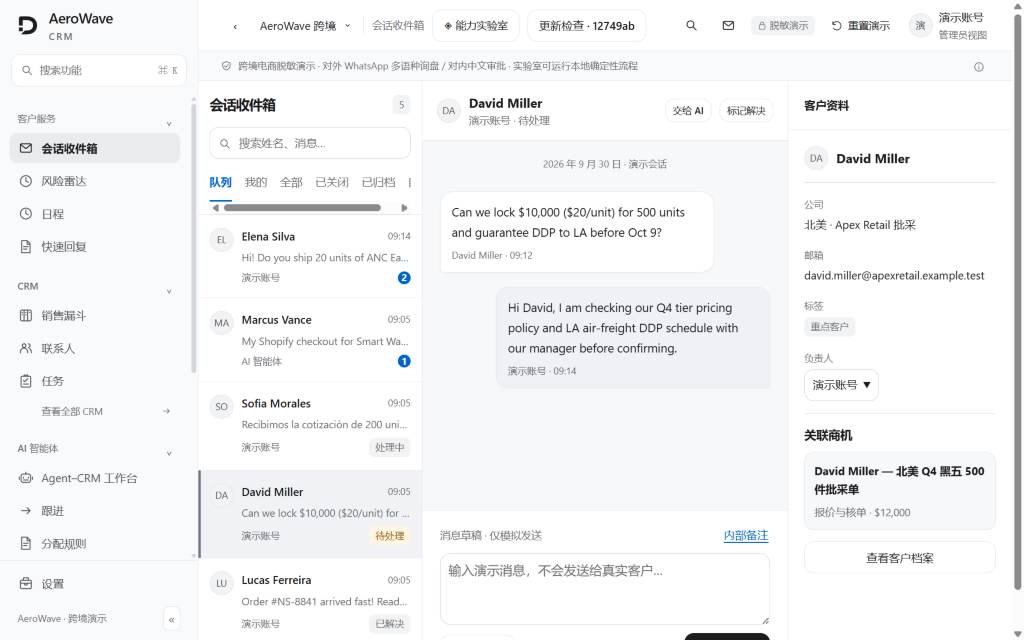 AeroWave
CRM
搜索功能
⌘ K
客户服务
会话收件箱
风险雷达
日程
快速回复
CRM
销售漏斗
联系人
任务
查看全部 CRM
AI 智能体
Agent–CRM 工作台
跟进
分配规则
设置
AeroWave · 跨境演示
«
‹ AeroWave 跨境
会话收件箱
能力实验室
更新检查 · 12749ab
脱敏演示
重置演示
演
演示账号
管理员视图
跨境电商脱敏演示 · 对外 WhatsApp 多语种询盘 / 对内中文审批 · 实验室可运行本地确定性流程
会话收件箱
5
搜索姓名、消息...
队列 我的 全部 已关闭 已归档
EL
Elena Silva
09:14
Hi! Do you ship 20 units of ANC Ea...
演示账号
2
MA
Marcus Vance
09:05
My Shopify checkout for Smart Wa...
AI 智能体
1
SO
Sofia Morales
09:05
Recibimos la cotización de 200 uni...
演示账号
处理中
DA
David Miller
09:05
Can we lock $10,000 ($20/unit) for ...
演示账号
待处理
LU
Lucas Ferreira
09:05
Order #NS-8841 arrived fast! Read...
演示账号
已解决
DA
David Miller
演示账号 · 待处理
交给 AI
标记解决
2026 年 9 月 30 日 · 演示会话
Can we lock $10,000 ($20/unit) for 500 units
and guarantee DDP to LA before Oct 9?
David Miller · 09:12
Hi David, I am checking our Q4 tier pricing
policy and LA air-freight DDP schedule with
our manager before confirming.
演示账号 · 09:14
消息草稿 · 仅模拟发送
内部备注
输入演示消息，不会发送给真实客户...
客户资料
DA
David Miller
公司
北美 · Apex Retail 批采
邮箱
david.miller@apexretail.example.test
标签
重点客户
负责人
演示账号 ▼
关联商机
David Miller — 北美 Q4 黑五 500
件批采单
报价与核单 · $12,000
查看客户档案